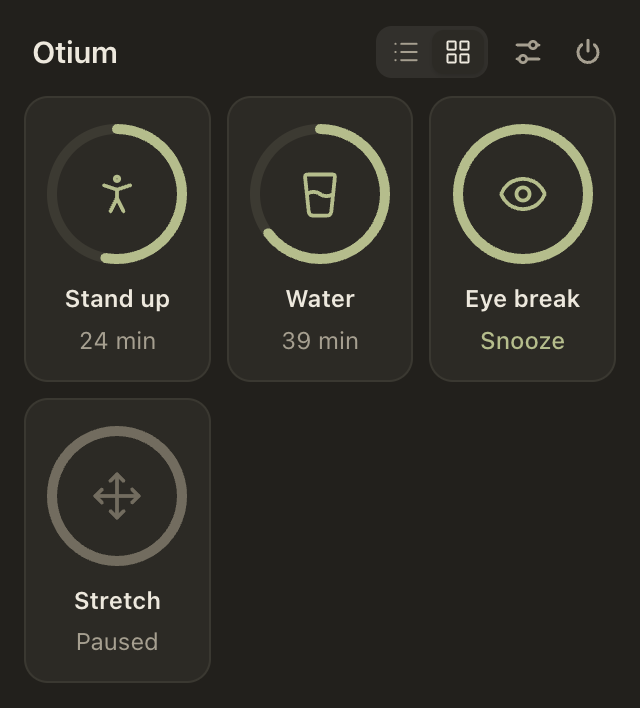 Otium
Stand up
24 min
Water
39 min
Eye break
Snooze
Stretch
Paused